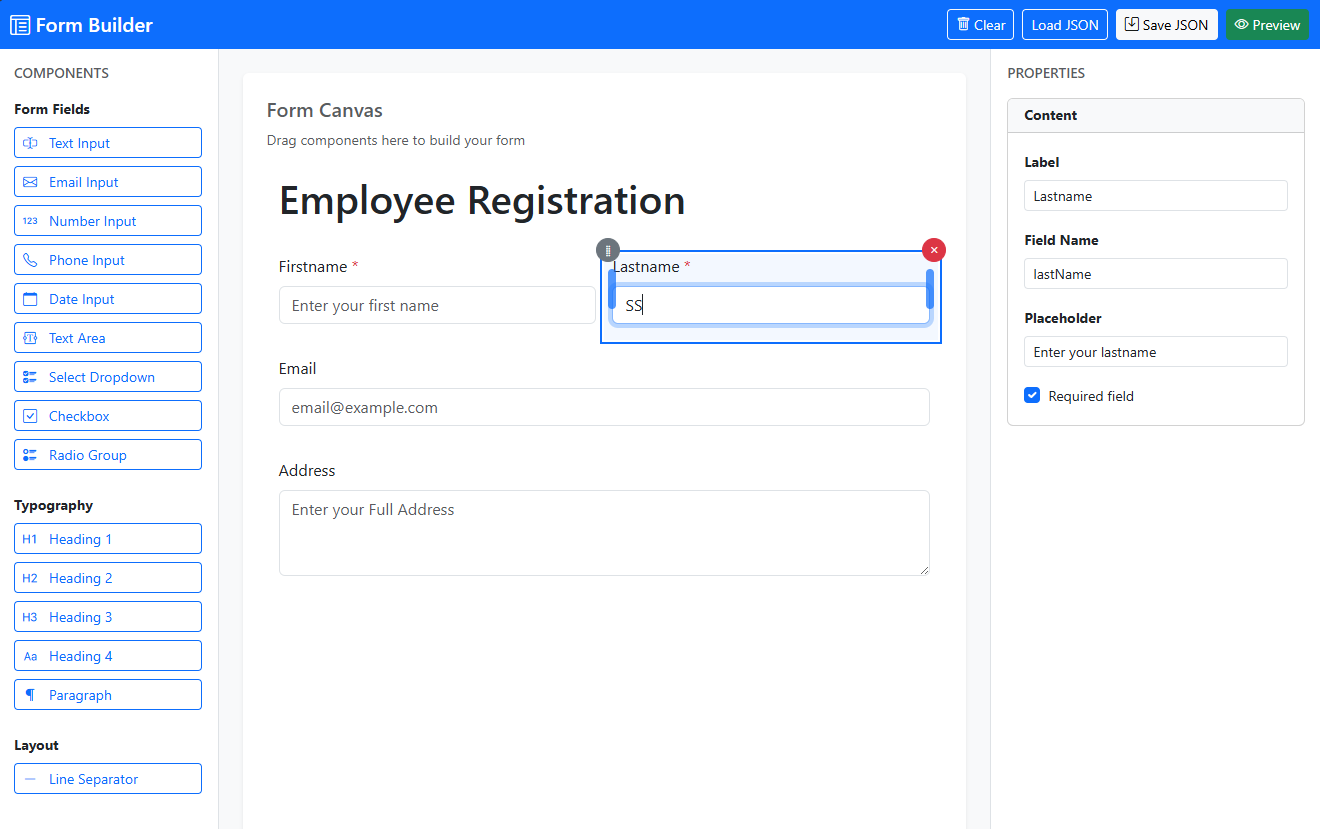 Form Builder
Clear
Load JSON
Save JSON
Preview
COMPONENTS
Form Fields
Text Input
Email Input
123 Number Input
Phone Input
Date Input
Text Area
Select Dropdown
Checkbox
Radio Group
Typography
H1 Heading 1
H2 Heading 2
H3 Heading 3
Aa Heading 4
¶ Paragraph
Layout
Line Separator
Form Canvas
Drag components here to build your form
Employee Registration
Firstname *
Enter your first name
Lastname *
SS
Email
email@example.com
Address
Enter your Full Address
PROPERTIES
Content
Label
Lastname
Field Name
lastName
Placeholder
Enter your lastname
Required field